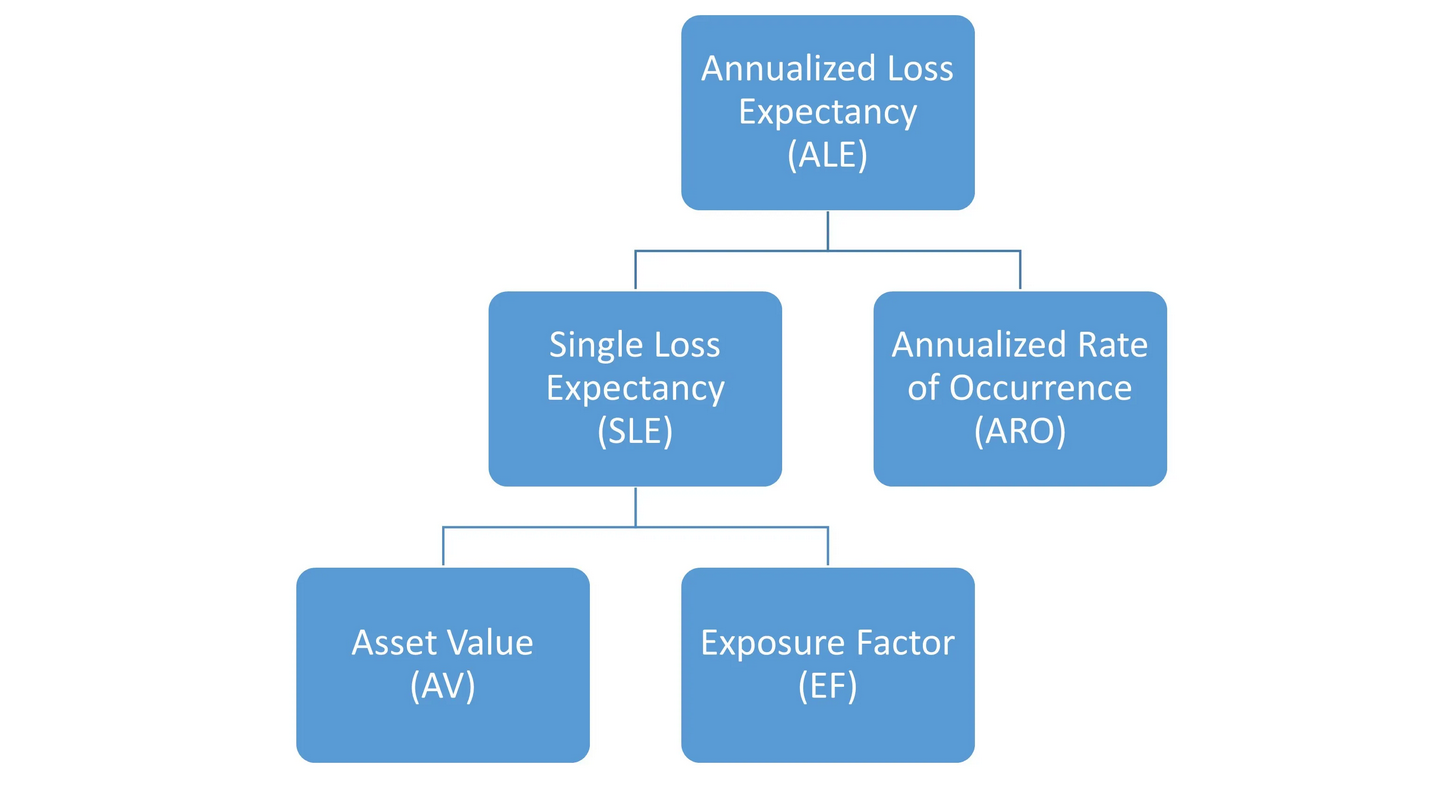 Annualized Loss
Expectancy
(ALE)
Single Loss
Expectancy
(SLE)
Annualized Rate
of Occurrence
(ARO)
Asset Value
(AV)
Exposure Factor
(EF)